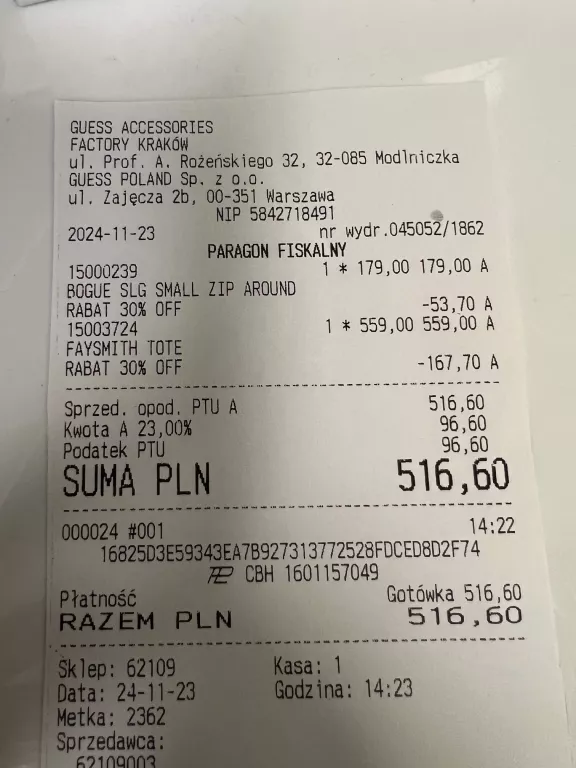 GUESS ACCESSORIES
FACTORY KRAKÓW
ul. Prof. A. Rożeńskiego 32, 32-085 Modlniczka
GUESS POLAND Sp. z o.o.
ul. Zajęcza 2b, 00-351 Warszawa
NIP 5842718491
2024-11-23 nr wydr.045052/1862
PARAGON FISKALNY
15000239 1 * 179,00 179,00 A
BOGUE SLG SMALL ZIP AROUND
RABAT 30% OFF -53,70 A
15003724 1 * 559,00 559,00 A
FAYSMITH TOTE
RABAT 30% OFF -167,70 A
Sprzed. opod. PTU A 516,60
Kwota A 23,00% 96,60
Podatek PTU 96,60
SUMA PLN 516,60
000024 #001 14:22
16825D3E59343EA7B927313772528FDCED8D2F74
CBH 1601157049
Płatność Gotówka 516,60
RAZEM PLN 516,60
Sklep: 62109 Kasa: 1
Data: 24-11-23 Godzina: 14:23
Metka: 2362
Sprzedawca:
62109003